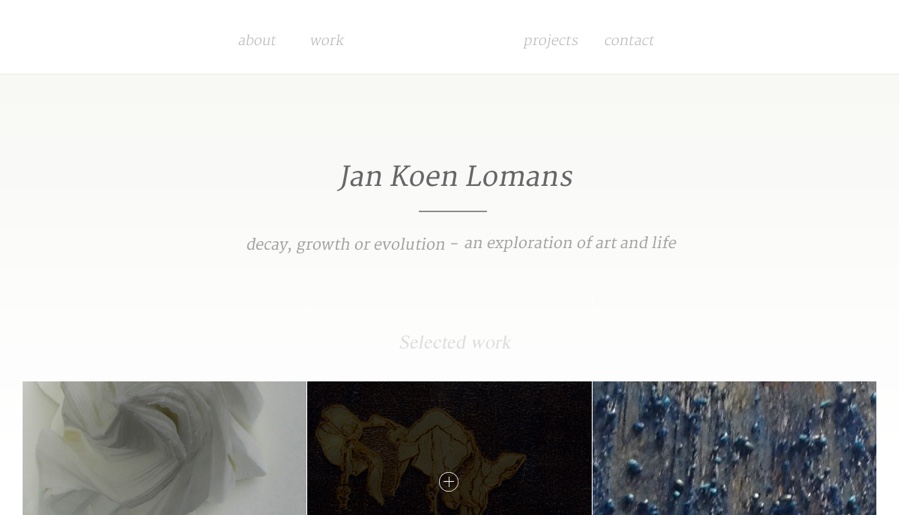 about work projects contact
Jan Koen Lomans
decay, growth or evolution – an exploration of art and life
Selected work